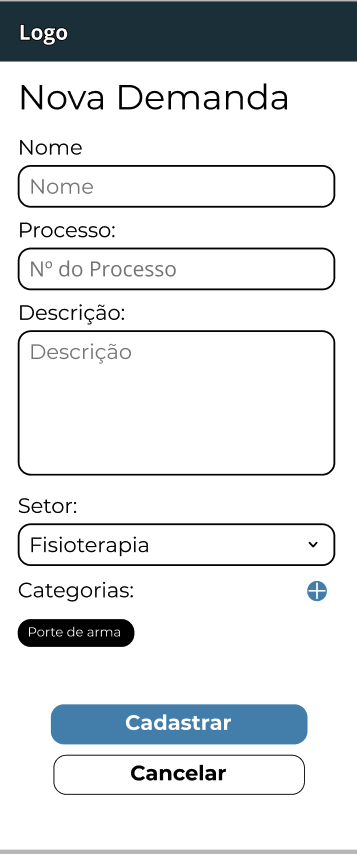 Logo
Nova Demanda
Nome
Nome
Processo:
Nº do Processo
Descrição:
Descrição
Setor:
Fisioterapia
Categorias:
Porte de arma
Cadastrar
Cancelar